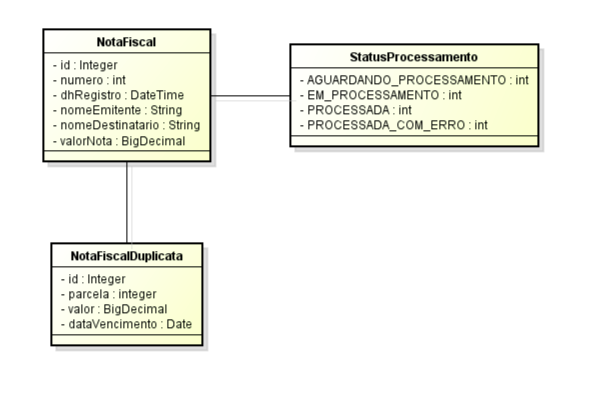 NotaFiscal
- id : Integer
- numero : int
- dhRegistro : DateTime
- nomeEmitente : String
- nomeDestinatario : String
- valorNota : BigDecimal
StatusProcessamento
- AGUARDANDO_PROCESSAMENTO : int
- EM_PROCESSAMENTO : int
- PROCESSADA : int
- PROCESSADA_COM_ERRO : int
NotaFiscalDuplicata
- id : Integer
- parcela : integer
- valor : BigDecimal
- dataVencimento : Date